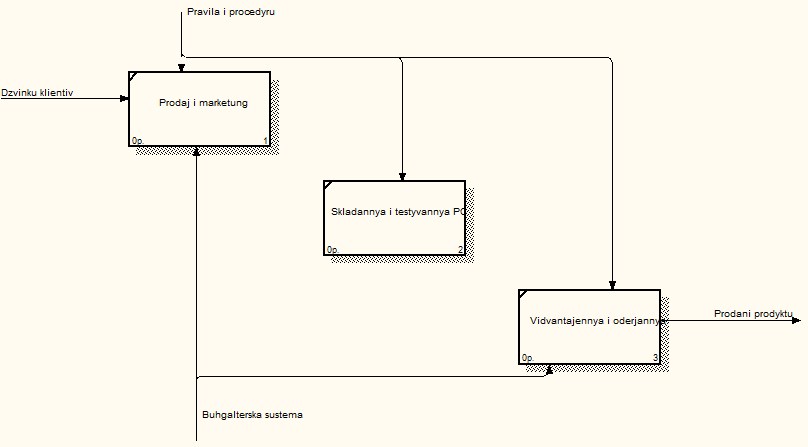 Pravila i procedyru
Dzvinku klientiv
Prodaj i marketung
0p.
1
Skladannya i testyvannya PC
0p.
2
Vidvantajennya i oderjannya
Prodani produktu
0p.
3
Buhgalterska sustema